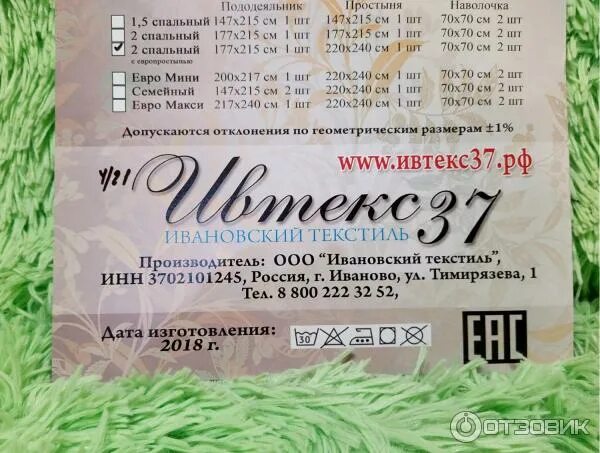 Пододеяльник Простыня Наволочка
1,5 спальный 147х215 см 1 шт 147х215 см 1 шт 70х70 см 2 шт
2 спальный 177х215 см 1 шт 177х215 см 1 шт 70х70 см 2 шт
2 спальный 177х215 см 1 шт 220х240 см 1 шт 70х70 см 2 шт
с европростынью
Евро Мини 200х217 см 1 шт 220х240 см 1 шт 70х70 см 2 шт
Семейный 147х215 см 2 шт 220х240 см 1 шт 70х70 см 2 шт
Евро Макси 217х240 см 1 шт 220х240 см 1 шт 70х70 см 2 шт
Допускаются отклонения по геометрическим размерам ±1%
www.ивтекс37.рф
Ч/21
Ивтекс 37
ИВАНОВСКИЙ ТЕКСТИЛЬ
Производитель: ООО "Ивановский текстиль",
ИНН 3702101245, Россия, г. Иваново, ул. Тимирязева, 1
Тел. 8 800 222 32 52,
Дата изготовления:
2018 г.
30
EAC
ОТЗОВИК